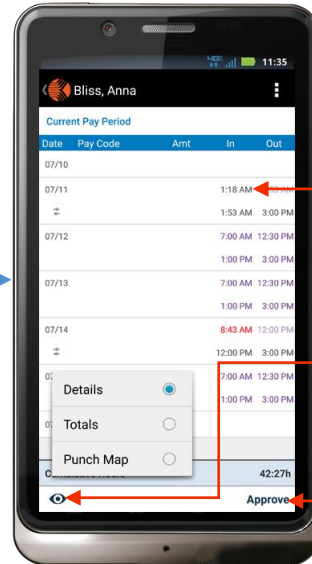 4GE 11:35
Bliss, Anna
Current Pay Period
Date Pay Code Amt In Out
07/10
07/11 1:18 AM
1:53 AM 3:00 PM
07/12 7:00 AM 12:30 PM
1:00 PM 3:00 PM
07/13 7:00 AM 12:30 PM
1:00 PM 3:00 PM
07/14 8:43 AM 12:00 PM
12:00 PM 3:00 PM
7:00 AM 12:30 PM
Details 1:00 PM 3:00 PM
Totals
Punch Map
42:27h
Approve